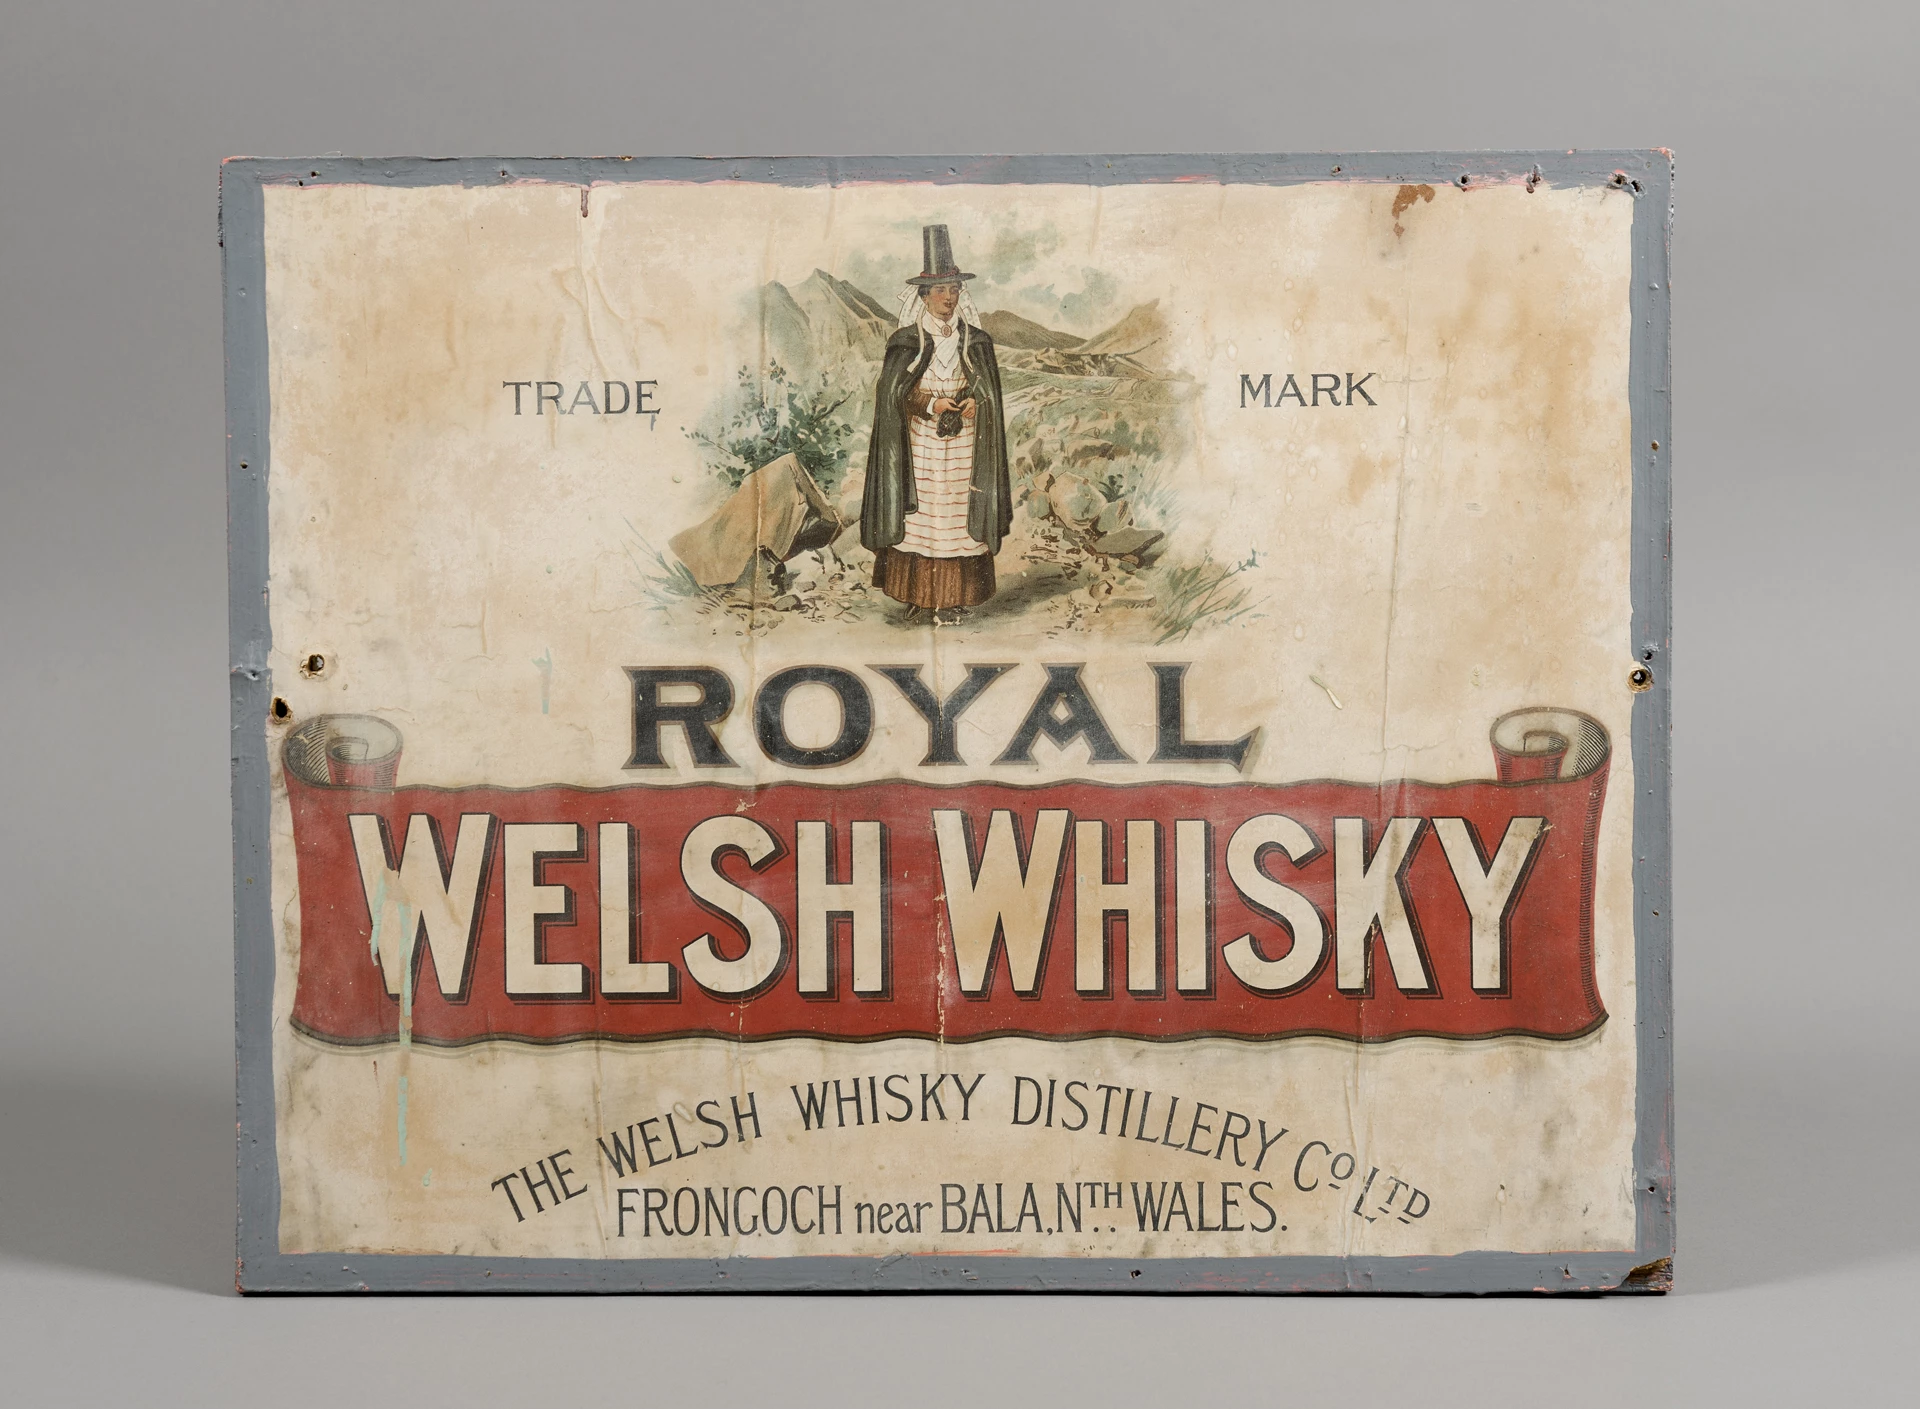 TRADE MARK
ROYAL
WELSH WHISKY
THE WELSH WHISKY DISTILLERY Co LTD
FRONGOCH near BALA, NTH WALES.